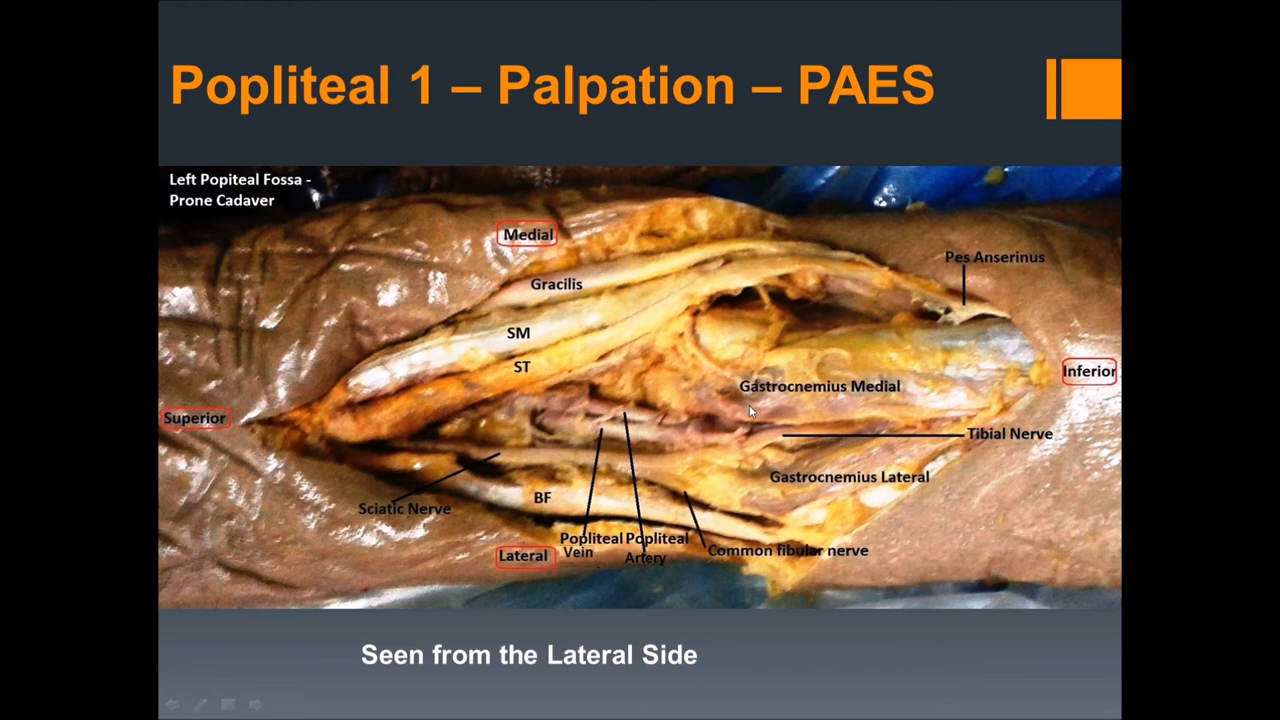 Popliteal 1 – Palpation – PAES
Left Popiteal Fossa -
Prone Cadaver
Medial
Pes Anserinus
Gracilis
SM
ST
Inferior
Gastrocnemius Medial
Superior
Tibial Nerve
Gastrocnemius Lateral
BF
Sciatic Nerve
Popliteal
Vein
Popliteal
Artery
Common fibular nerve
Lateral
Seen from the Lateral Side